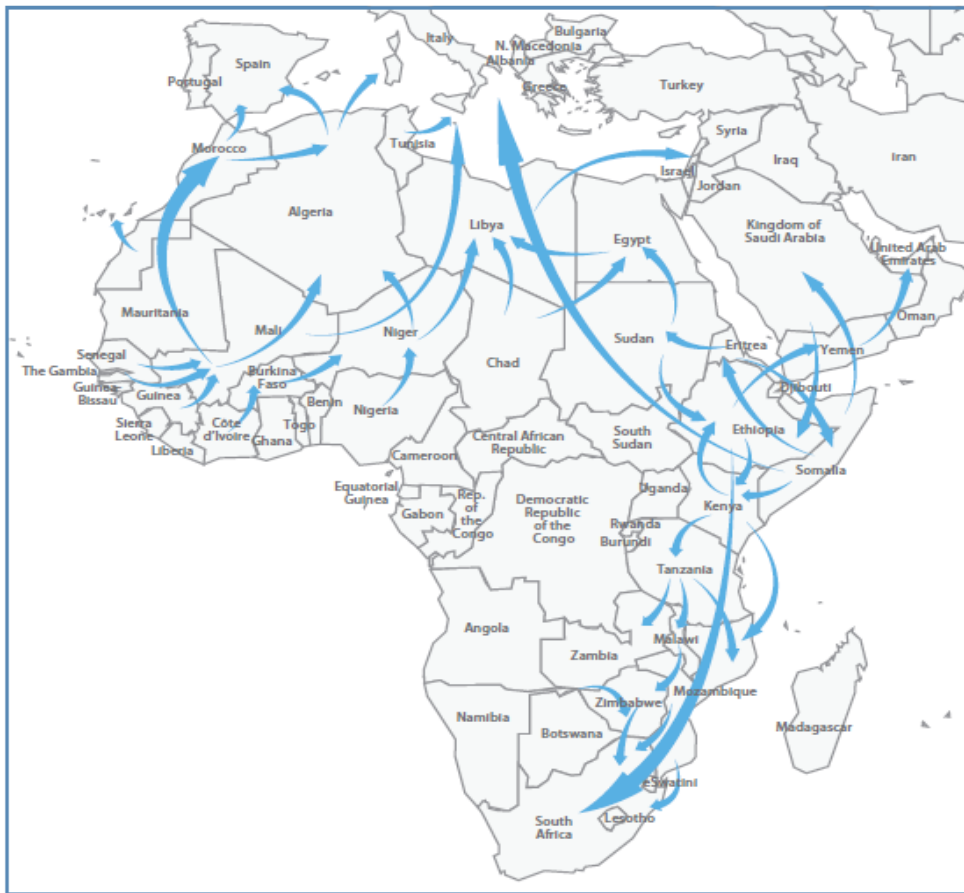 Italy
Bulgaria
N. Macedonia
Albania
Spain
Portugal
Greece
Turkey
Syria
Iraq
Iran
Israel
Jordan
Morocco
Tunisia
Algeria
Libya
Egypt
Kingdom of
Saudi Arabia
United Arab
Emirates
Oman
Mauritania
Mali
Niger
Chad
Sudan
Eritrea
Yemen
Djibouti
Senegal
The Gambia
Guinea
Bissau
Guinea
Burkina
Faso
Sierra
Leone
Liberia
Côte
d'Ivoire
Ghana
Togo
Benin
Nigeria
Cameroon
Central African
Republic
South
Sudan
Ethiopia
Somalia
Equatorial
Guinea
Gabon
Rep.
of
the
Congo
Democratic
Republic
of the
Congo
Uganda
Kenya
Rwanda
Burundi
Tanzania
Angola
Zambia
Malawi
Mozambique
Zimbabwe
Namibia
Botswana
Madagascar
eSwatini
Lesotho
South
Africa